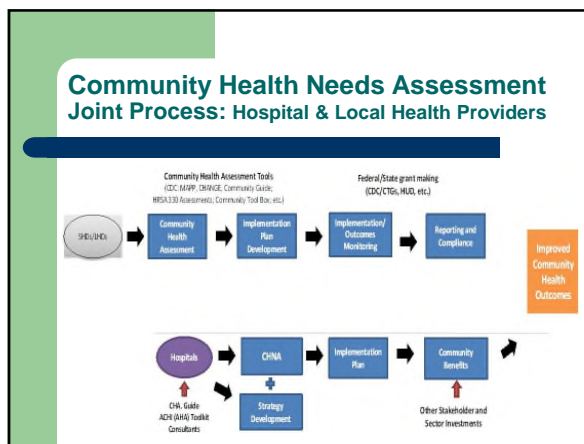 Community Health Needs Assessment
Joint Process: Hospital & Local Health Providers
Community Health Assessment Tools
(CDC: MAPP, CHANGE, Community Guide;
HRSA 330 Assessments; Community Tool Box, etc.)
Federal/State grant making
(CDC/CTGs, HUD, etc.)
SHDs/LHDs
Community
Health
Assessment
Implementation
Plan
Development
Implementation/
Outcomes
Monitoring
Reporting and
Compliance
Improved
Community
Health
Outcomes
Hospitals
CHNA
Implementation
Plan
Community
Benefits
Strategy
Development
CHA. Guide
ACHI (AHA) Toolkit
Consultants
Other Stakeholder and
Sector Investments